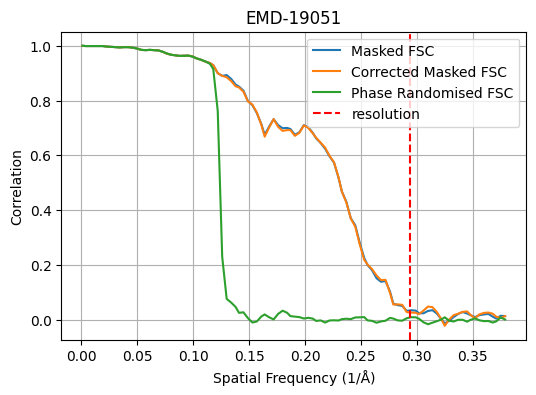 EMD-19051
Masked FSC
Corrected Masked FSC
Phase Randomised FSC
resolution
1.0
0.8
0.6
0.4
0.2
0.0
Correlation
0.00 0.05 0.10 0.15 0.20 0.25 0.30 0.35
Spatial Frequency (1/Å)